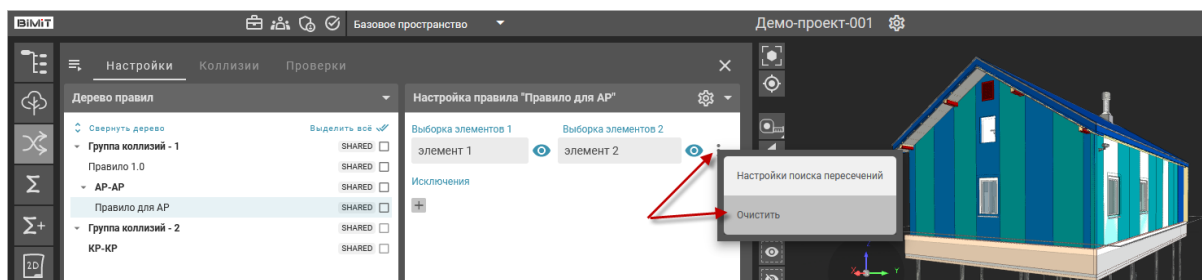 BIMIT
Базовое пространство
Демо-проект-001
Настройки Коллизии Проверки
Дерево правил
Свернуть дерево Выделить всё
Группа коллизий - 1 SHARED
Правило 1.0 SHARED
АР-АР SHARED
Правило для АР SHARED
Группа коллизий - 2 SHARED
КР-КР SHARED
Настройка правила "Правило для АР"
Выборка элементов 1 Выборка элементов 2
элемент 1 элемент 2
Исключения
Настройки поиска пересечений
Очистить
2D
X Y